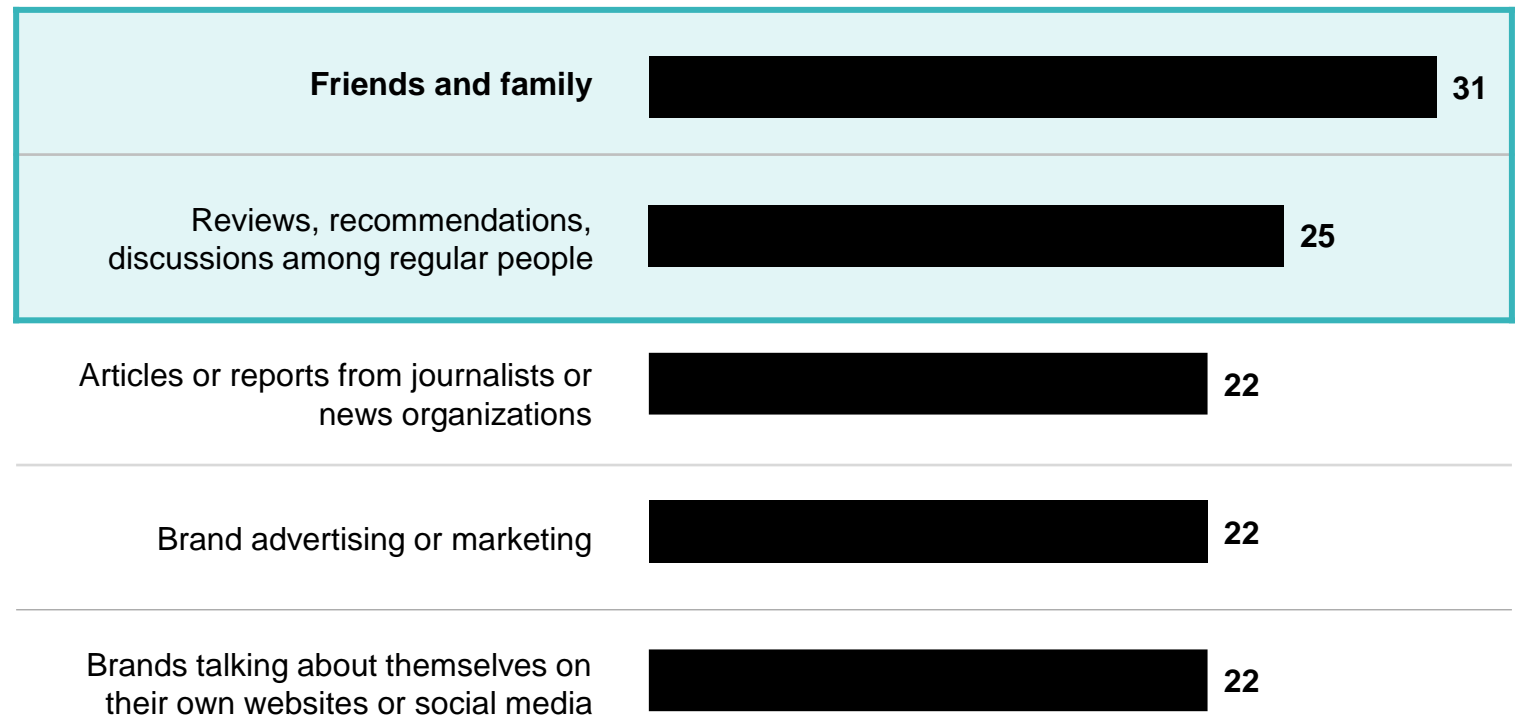 Friends and family
31
Reviews, recommendations,
discussions among regular people
25
Articles or reports from journalists or
news organizations
22
Brand advertising or marketing
22
Brands talking about themselves on
their own websites or social media
22